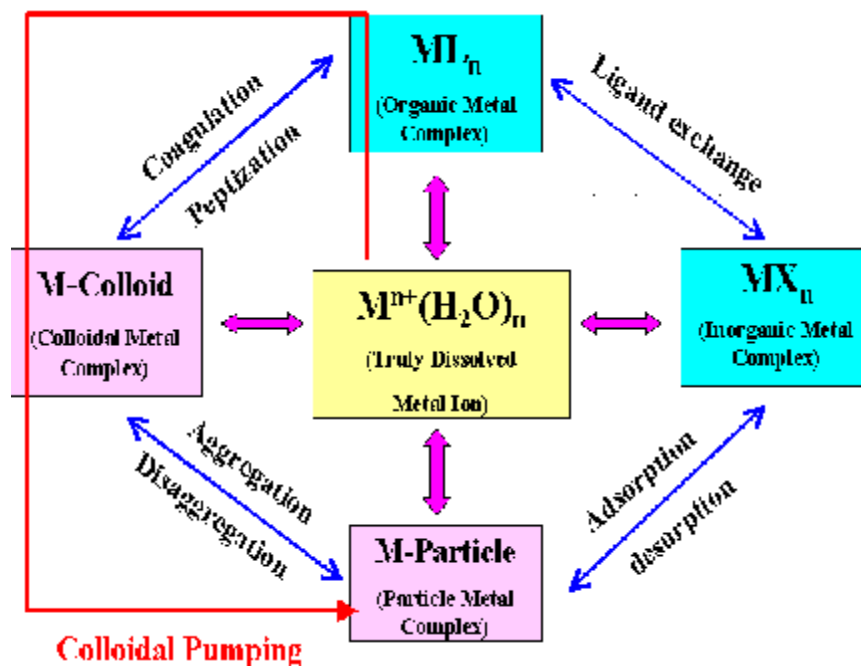 MLₙ
(Organic Metal
Complex)
Coagulation
Peptization
Ligand exchange
M-Colloid
(Colloidal Metal
Complex)
Mⁿ⁺(H₂O)ₙ
(Truly Dissolved
Metal Ion)
MXₙ
(Inorganic Metal
Complex)
Aggregation
Disaggregation
Adsorption
desorption
M-Particle
(Particle Metal
Complex)
Colloidal Pumping